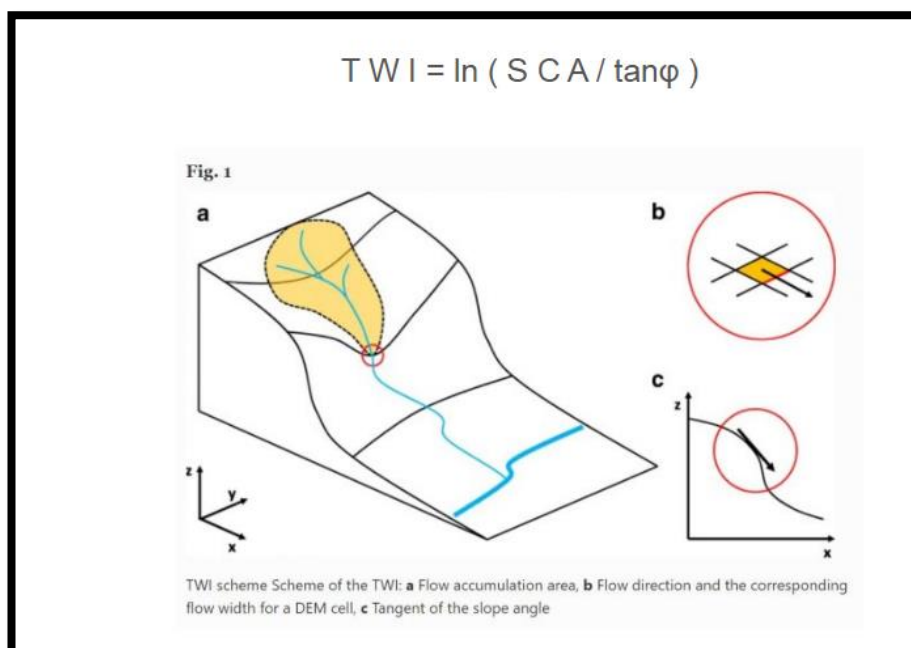 T W I = ln ( S C A / tanφ )
Fig. 1
a
b
c
z
z
y
x
x
TWI scheme Scheme of the TWI: a Flow accumulation area, b Flow direction and the corresponding
flow width for a DEM cell, c Tangent of the slope angle